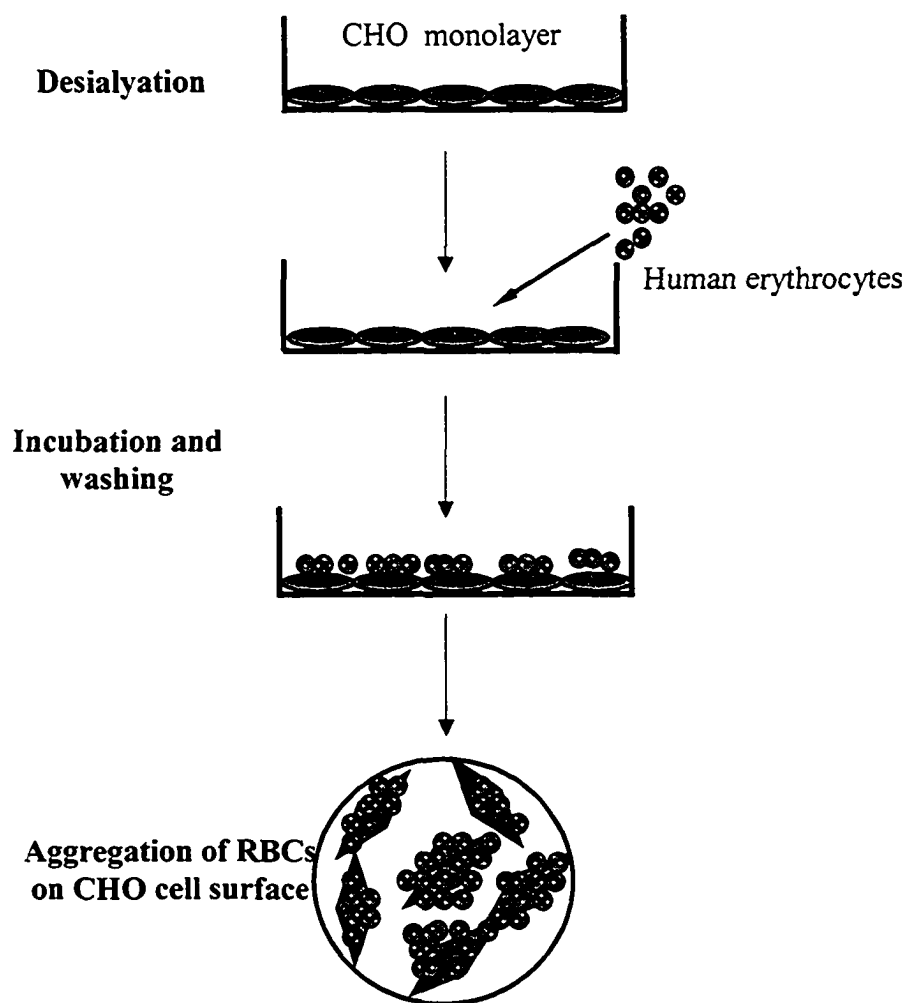 CHO monolayer
Desialyation
Human erythrocytes
Incubation and
washing
Aggregation of RBCs
on CHO cell surface